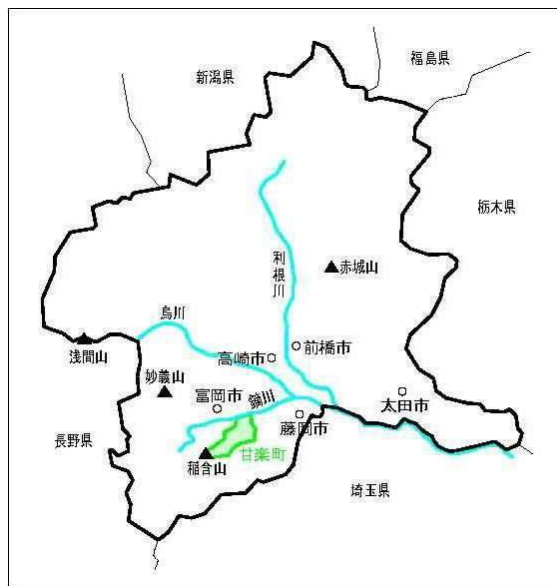 福島県
新潟県
栃木県
利根川
赤城山
烏川
浅間山
高崎市
前橋市
妙義山
富岡市
鏑川
太田市
藤岡市
長野県
甘楽町
稲含山
埼玉県